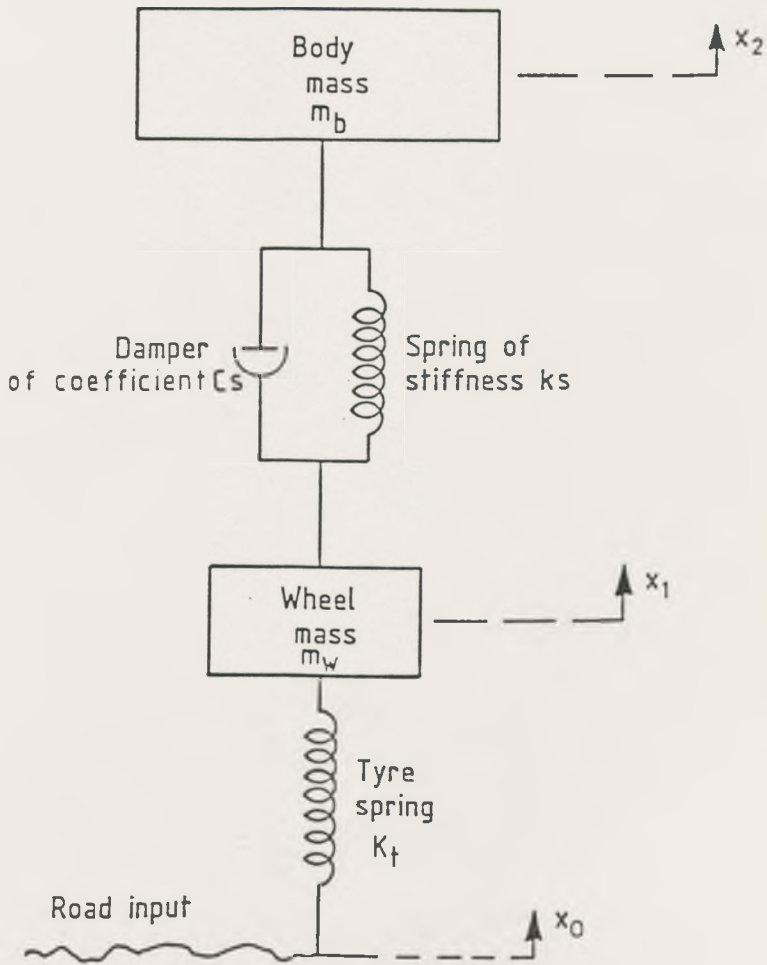 Body
mass
m_b
x_2
Damper
of coefficient Cs
Spring of
stiffness ks
Wheel
mass
m_w
x_1
Tyre
spring
K_t
Road input
x_0